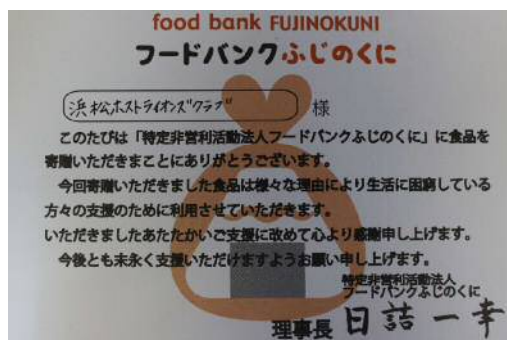 food bank FUJINOKUNI
フードバンクふじのくに
浜松ホストライオンズクラブ 様
このたびは「特定非営利活動法人フードバンクふじのくに」に食品を
寄贈いただきまことにありがとうございます。
今回寄贈いただきました食品は様々な理由により生活に困窮している
方々の支援のために利用させていただきます。
いただきましたあたたかいご支援に改めて心より感謝申し上げます。
今後とも末永く支援いただけますようお願い申し上げます。
特定非営利活動法人
フードバンクふじのくに
理事長 日詰一幸